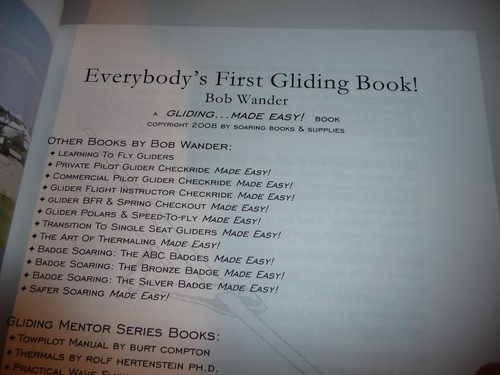 Everybody's First Gliding Book!
Bob Wander
A GLIDING...MADE EASY! BOOK
COPYRIGHT 2008 BY SOARING BOOKS & SUPPLIES
OTHER BOOKS BY BOB WANDER:
✦ LEARNING TO FLY GLIDERS
✦ PRIVATE PILOT GLIDER CHECKRIDE MADE EASY!
✦ COMMERCIAL PILOT GLIDER CHECKRIDE MADE EASY!
✦ GLIDER FLIGHT INSTRUCTOR CHECKRIDE MADE EASY!
✦ GLIDER BFR & SPRING CHECKOUT MADE EASY!
✦ GLIDER POLARS & SPEED-TO-FLY MADE EASY!
✦ TRANSITION TO SINGLE SEAT GLIDERS MADE EASY!
✦ THE ART OF THERMALING MADE EASY!
✦ BADGE SOARING: THE ABC BADGES MADE EASY!
✦ BADGE SOARING: THE BRONZE BADGE MADE EASY!
✦ BADGE SOARING: THE SILVER BADGE MADE EASY!
✦ SAFER SOARING MADE EASY!
GLIDING MENTOR SERIES BOOKS:
✦ TOWPILOT MANUAL BY BURT COMPTON
✦ THERMALS BY ROLF HERTENSTEIN PH.D.
✦ PRACTICAL WAVE